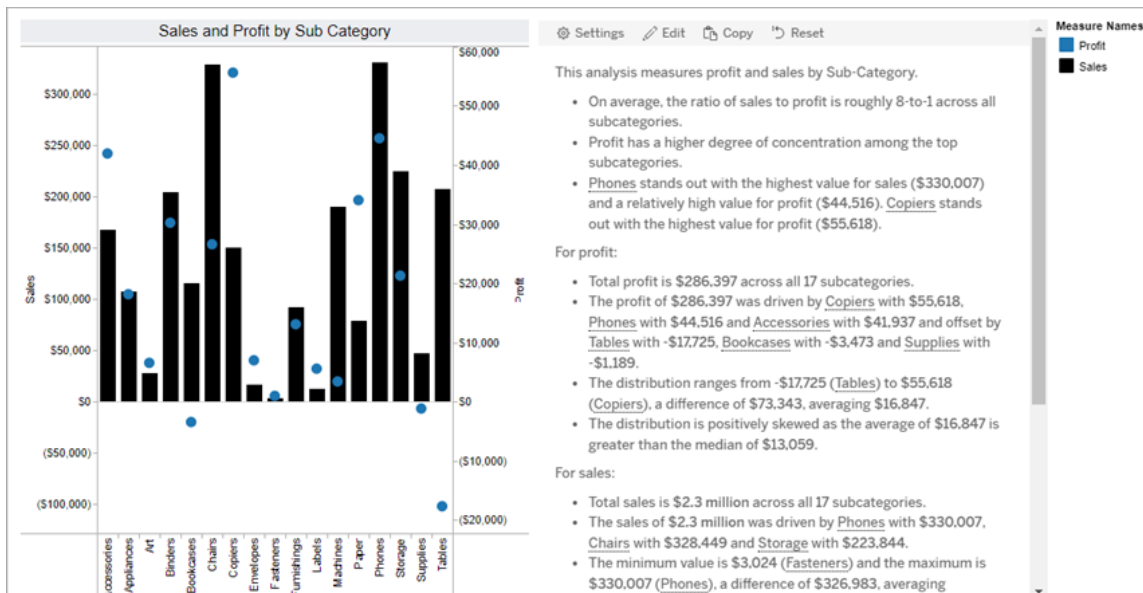 Sales and Profit by Sub Category
$300,000
$250,000
$200,000
$150,000
$100,000
$50,000
$0
($50,000)
($100,000)
Sales
$60,000
$50,000
$40,000
$30,000
$20,000
$10,000
$0
($10,000)
($20,000)
Profit
Accessories
Appliances
Art
Binders
Bookcases
Chairs
Copiers
Envelopes
Fasteners
Furnishings
Labels
Machines
Paper
Phones
Storage
Supplies
Tables
Settings Edit Copy Reset
This analysis measures profit and sales by Sub-Category.
• On average, the ratio of sales to profit is roughly 8-to-1 across all
subcategories.
• Profit has a higher degree of concentration among the top
subcategories.
• Phones stands out with the highest value for sales ($330,007)
and a relatively high value for profit ($44,516). Copiers stands
out with the highest value for profit ($55,618).
For profit:
• Total profit is $286,397 across all 17 subcategories.
• The profit of $286,397 was driven by Copiers with $55,618,
Phones with $44,516 and Accessories with $41,937 and offset by
Tables with -$17,725, Bookcases with -$3,473 and Supplies with
-$1,189.
• The distribution ranges from -$17,725 (Tables) to $55,618
(Copiers), a difference of $73,343, averaging $16,847.
• The distribution is positively skewed as the average of $16,847 is
greater than the median of $13,059.
For sales:
• Total sales is $2.3 million across all 17 subcategories.
• The sales of $2.3 million was driven by Phones with $330,007,
Chairs with $328,449 and Storage with $223,844.
• The minimum value is $3,024 (Fasteners) and the maximum is
$330,007 (Phones), a difference of $326,983, averaging
Measure Names
Profit
Sales